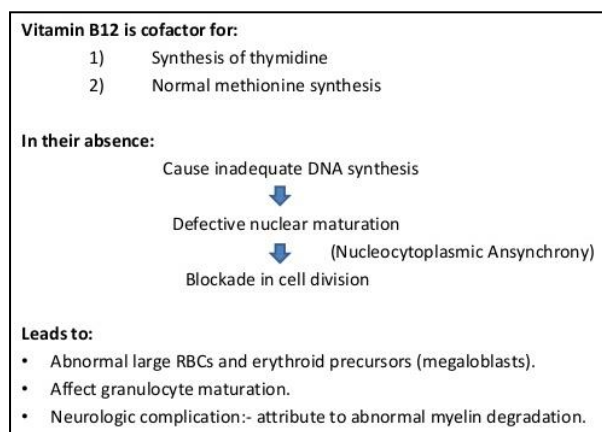 Vitamin B12 is cofactor for:
1) Synthesis of thymidine
2) Normal methionine synthesis
In their absence:
Cause inadequate DNA synthesis
Defective nuclear maturation
(Nucleocytoplasmic Ansynchrony)
Blockade in cell division
Leads to:
• Abnormal large RBCs and erythroid precursors (megaloblasts).
• Affect granulocyte maturation.
• Neurologic complication:- attribute to abnormal myelin degradation.